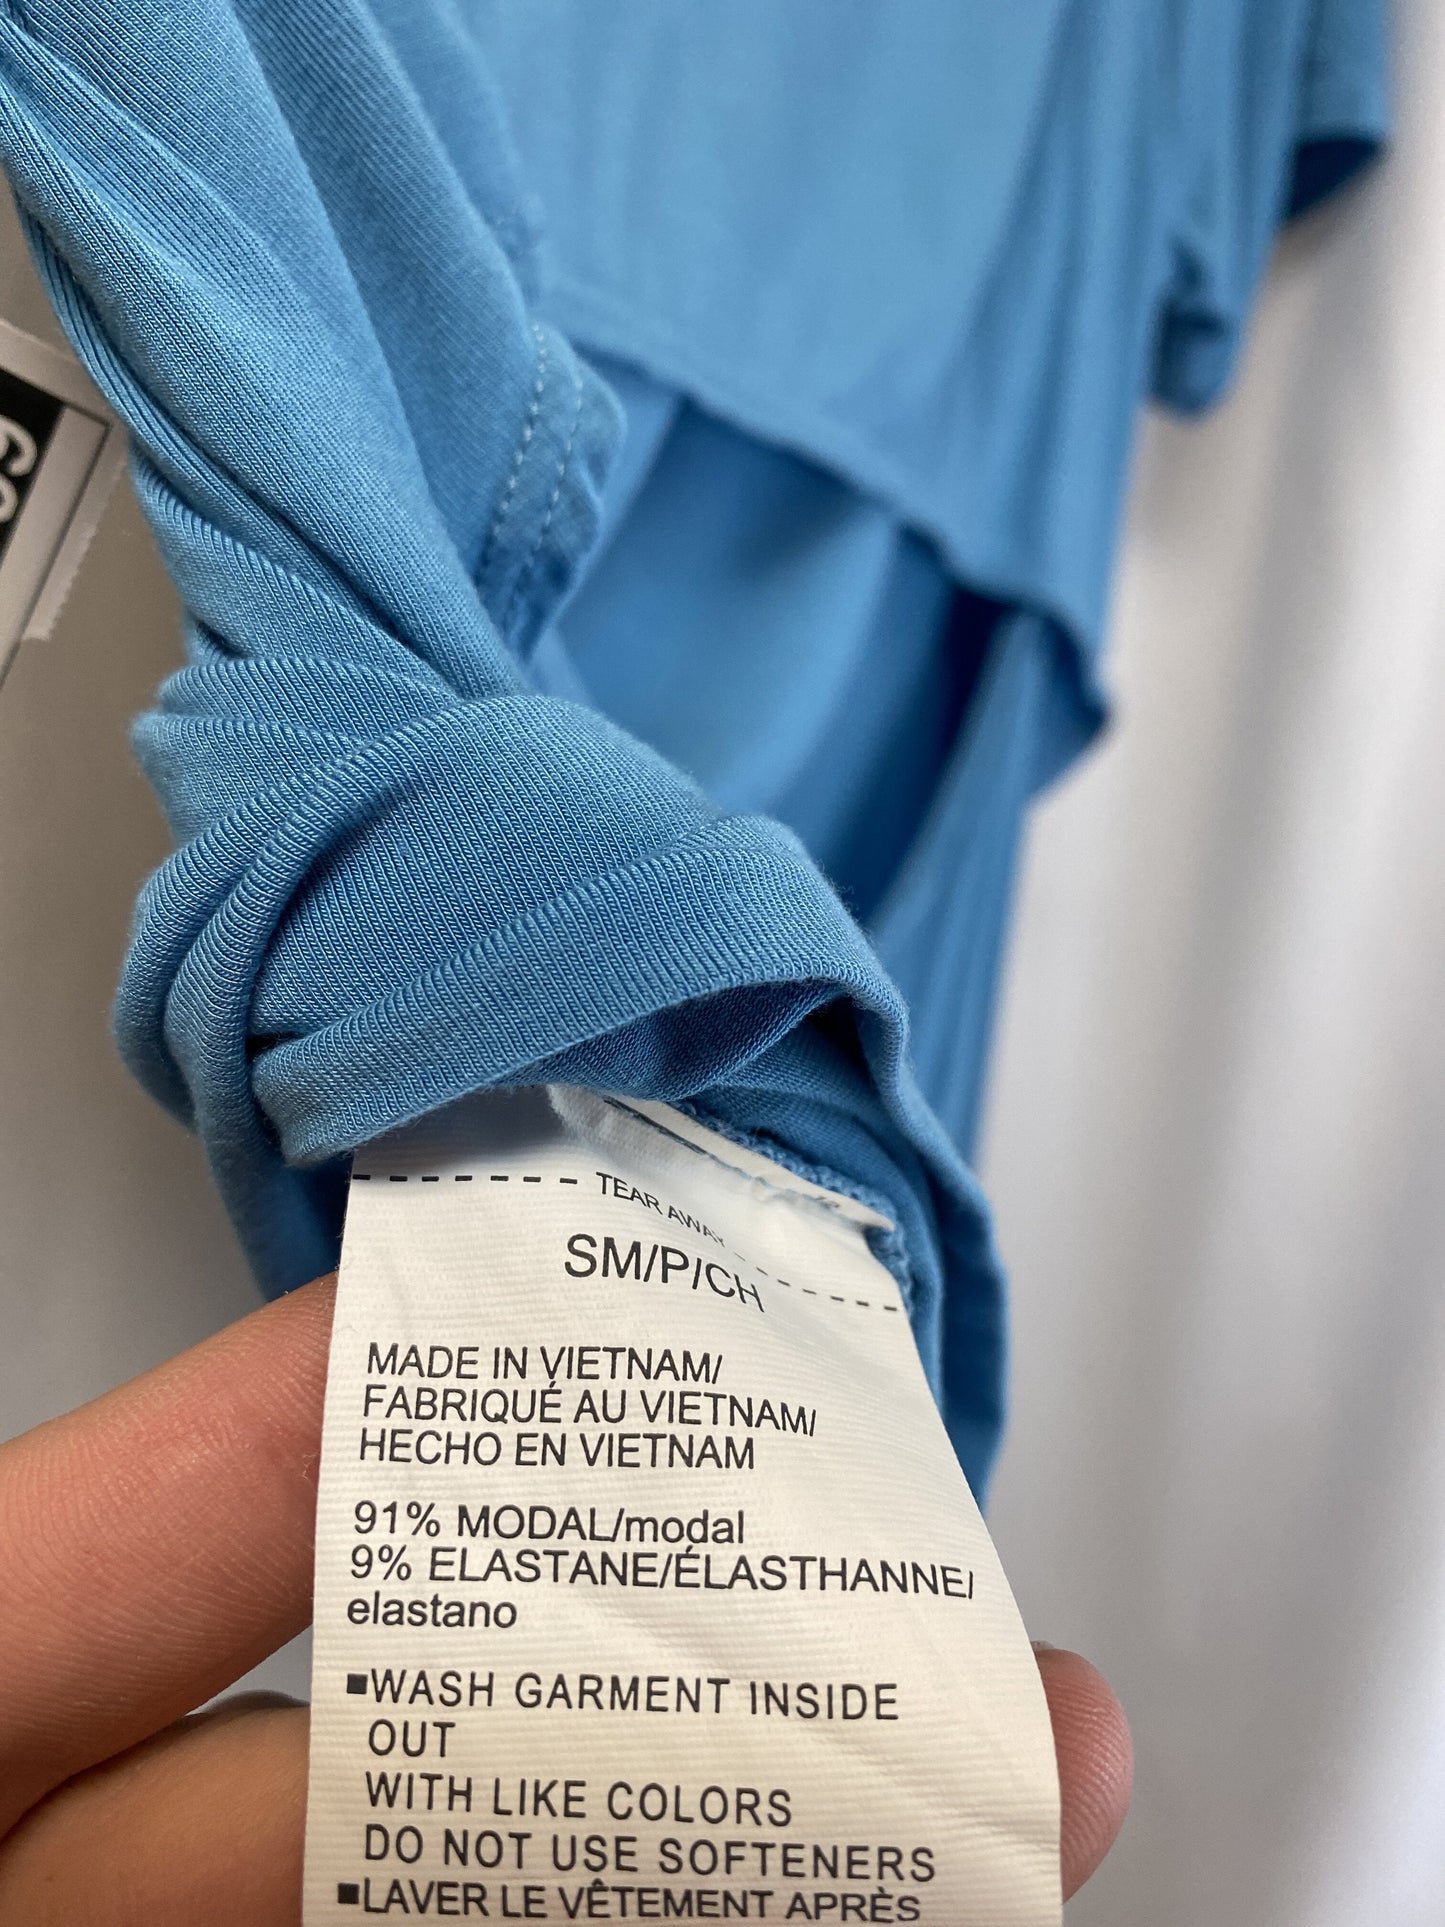 TEAR AWAY
SM/P/CH
MADE IN VIETNAM/
FABRIQUÉ AU VIETNAM/
HECHO EN VIETNAM
91% MODAL/modal
9% ELASTANE/ÉLASTHANNE/
elastano
▪WASH GARMENT INSIDE
OUT
WITH LIKE COLORS
DO NOT USE SOFTENERS
▪LAVER LE VÊTEMENT APRÈS